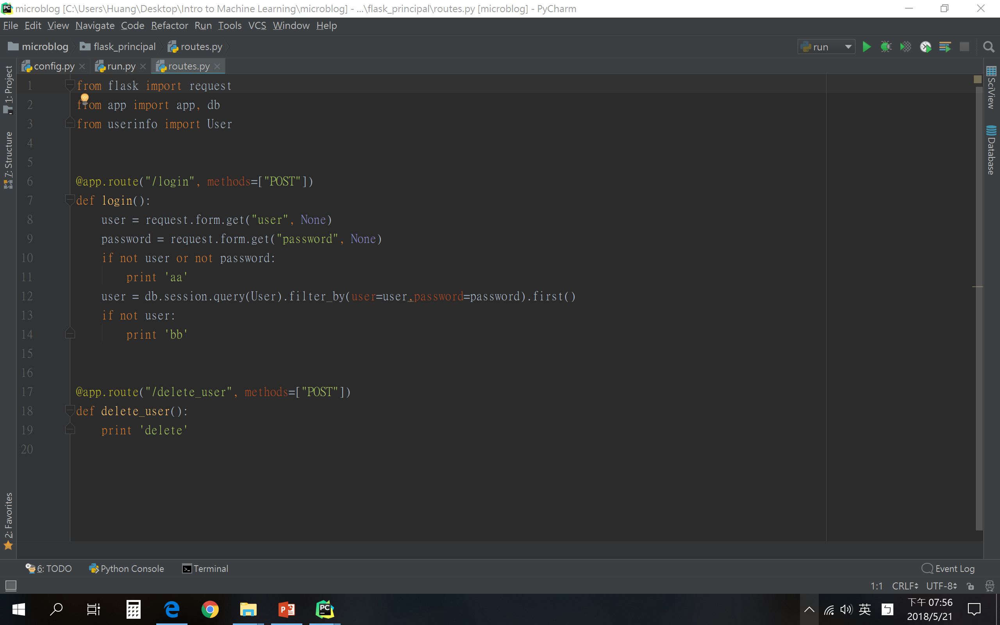 microblog [C:\Users\Huang\Desktop\Intro to Machine Learning\microblog] - ...\flask_principal\routes.py [microblog] - PyCharm
File Edit View Navigate Code Refactor Run Tools VCS Window Help
microblog flask_principal routes.py run
config.py run.py routes.py
1: Project
7: Structure
2: Favorites
SciView
Database
1 from flask import request
2 from app import app, db
3 from userinfo import User
4
5
6 @app.route("/login", methods=["POST"])
7 def login():
8     user = request.form.get("user", None)
9     password = request.form.get("password", None)
10     if not user or not password:
11         print 'aa'
12     user = db.session.query(User).filter_by(user=user,password=password).first()
13     if not user:
14         print 'bb'
15
16
17 @app.route("/delete_user", methods=["POST"])
18 def delete_user():
19     print 'delete'
20
6: TODO Python Console Terminal Event Log
1:1 CRLF UTF-8
英 ㄅ 下午 07:56
2018/5/21